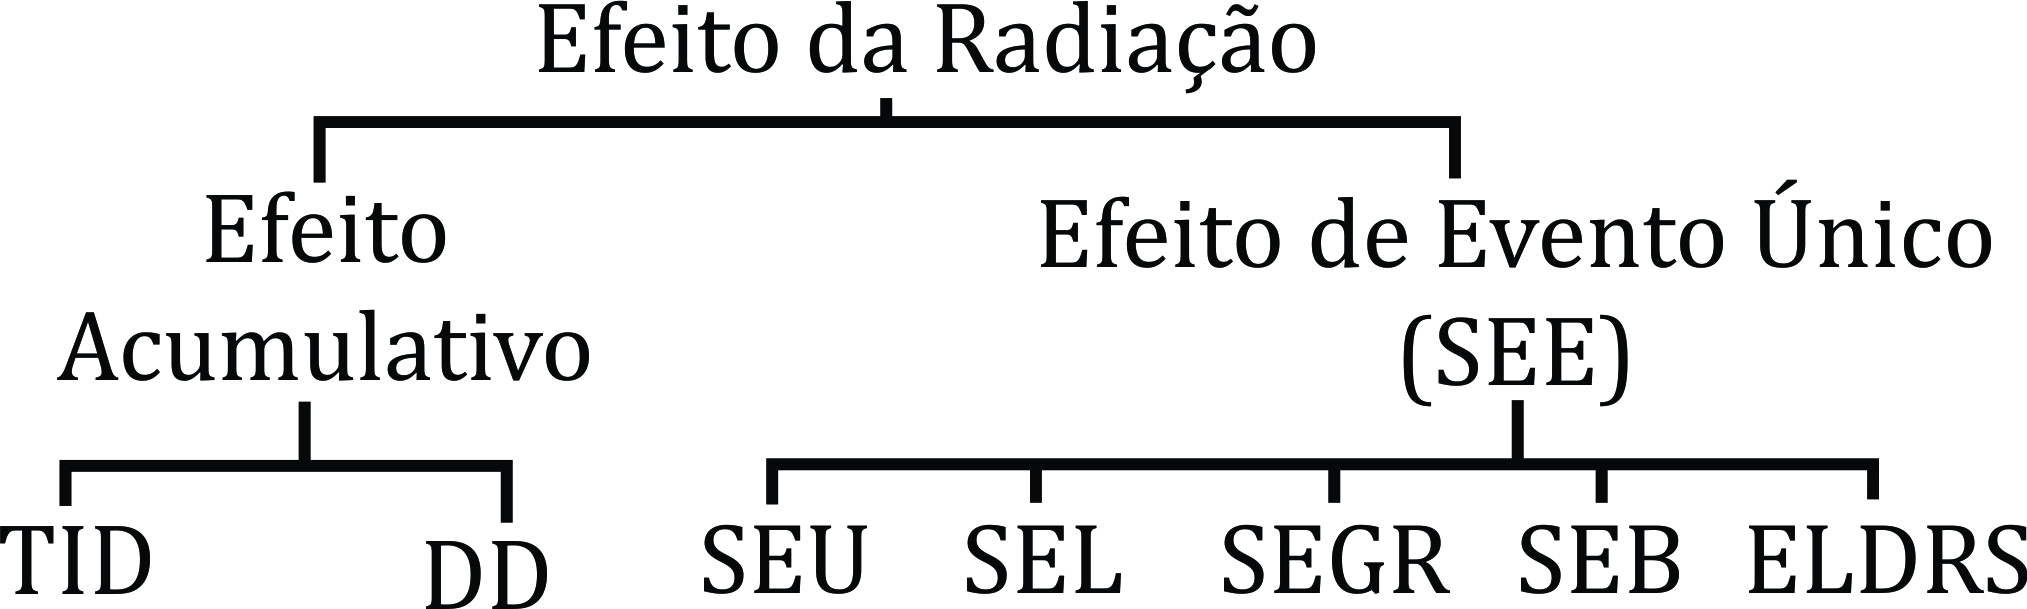 Efeito da Radiação
Efeito
Acumulativo
Efeito de Evento Único
(SEE)
TID
DD
SEU
SEL
SEGR
SEB
ELDRS